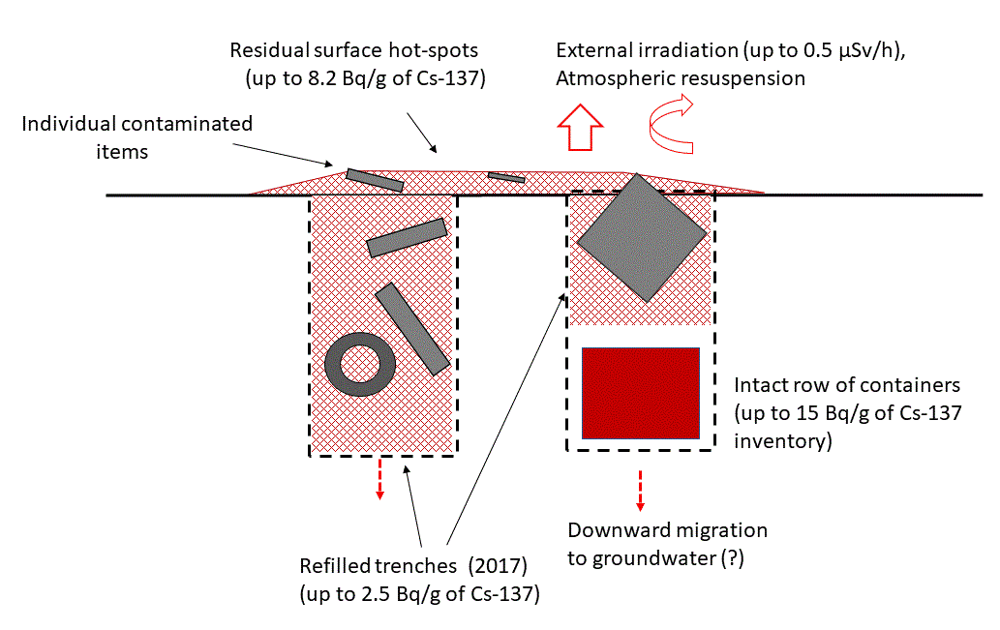 Residual surface hot-spots
(up to 8.2 Bq/g of Cs-137)
External irradiation (up to 0.5 µSv/h),
Atmospheric resuspension
Individual contaminated
items
Intact row of containers
(up to 15 Bq/g of Cs-137
inventory)
Downward migration
to groundwater (?)
Refilled trenches (2017)
(up to 2.5 Bq/g of Cs-137)